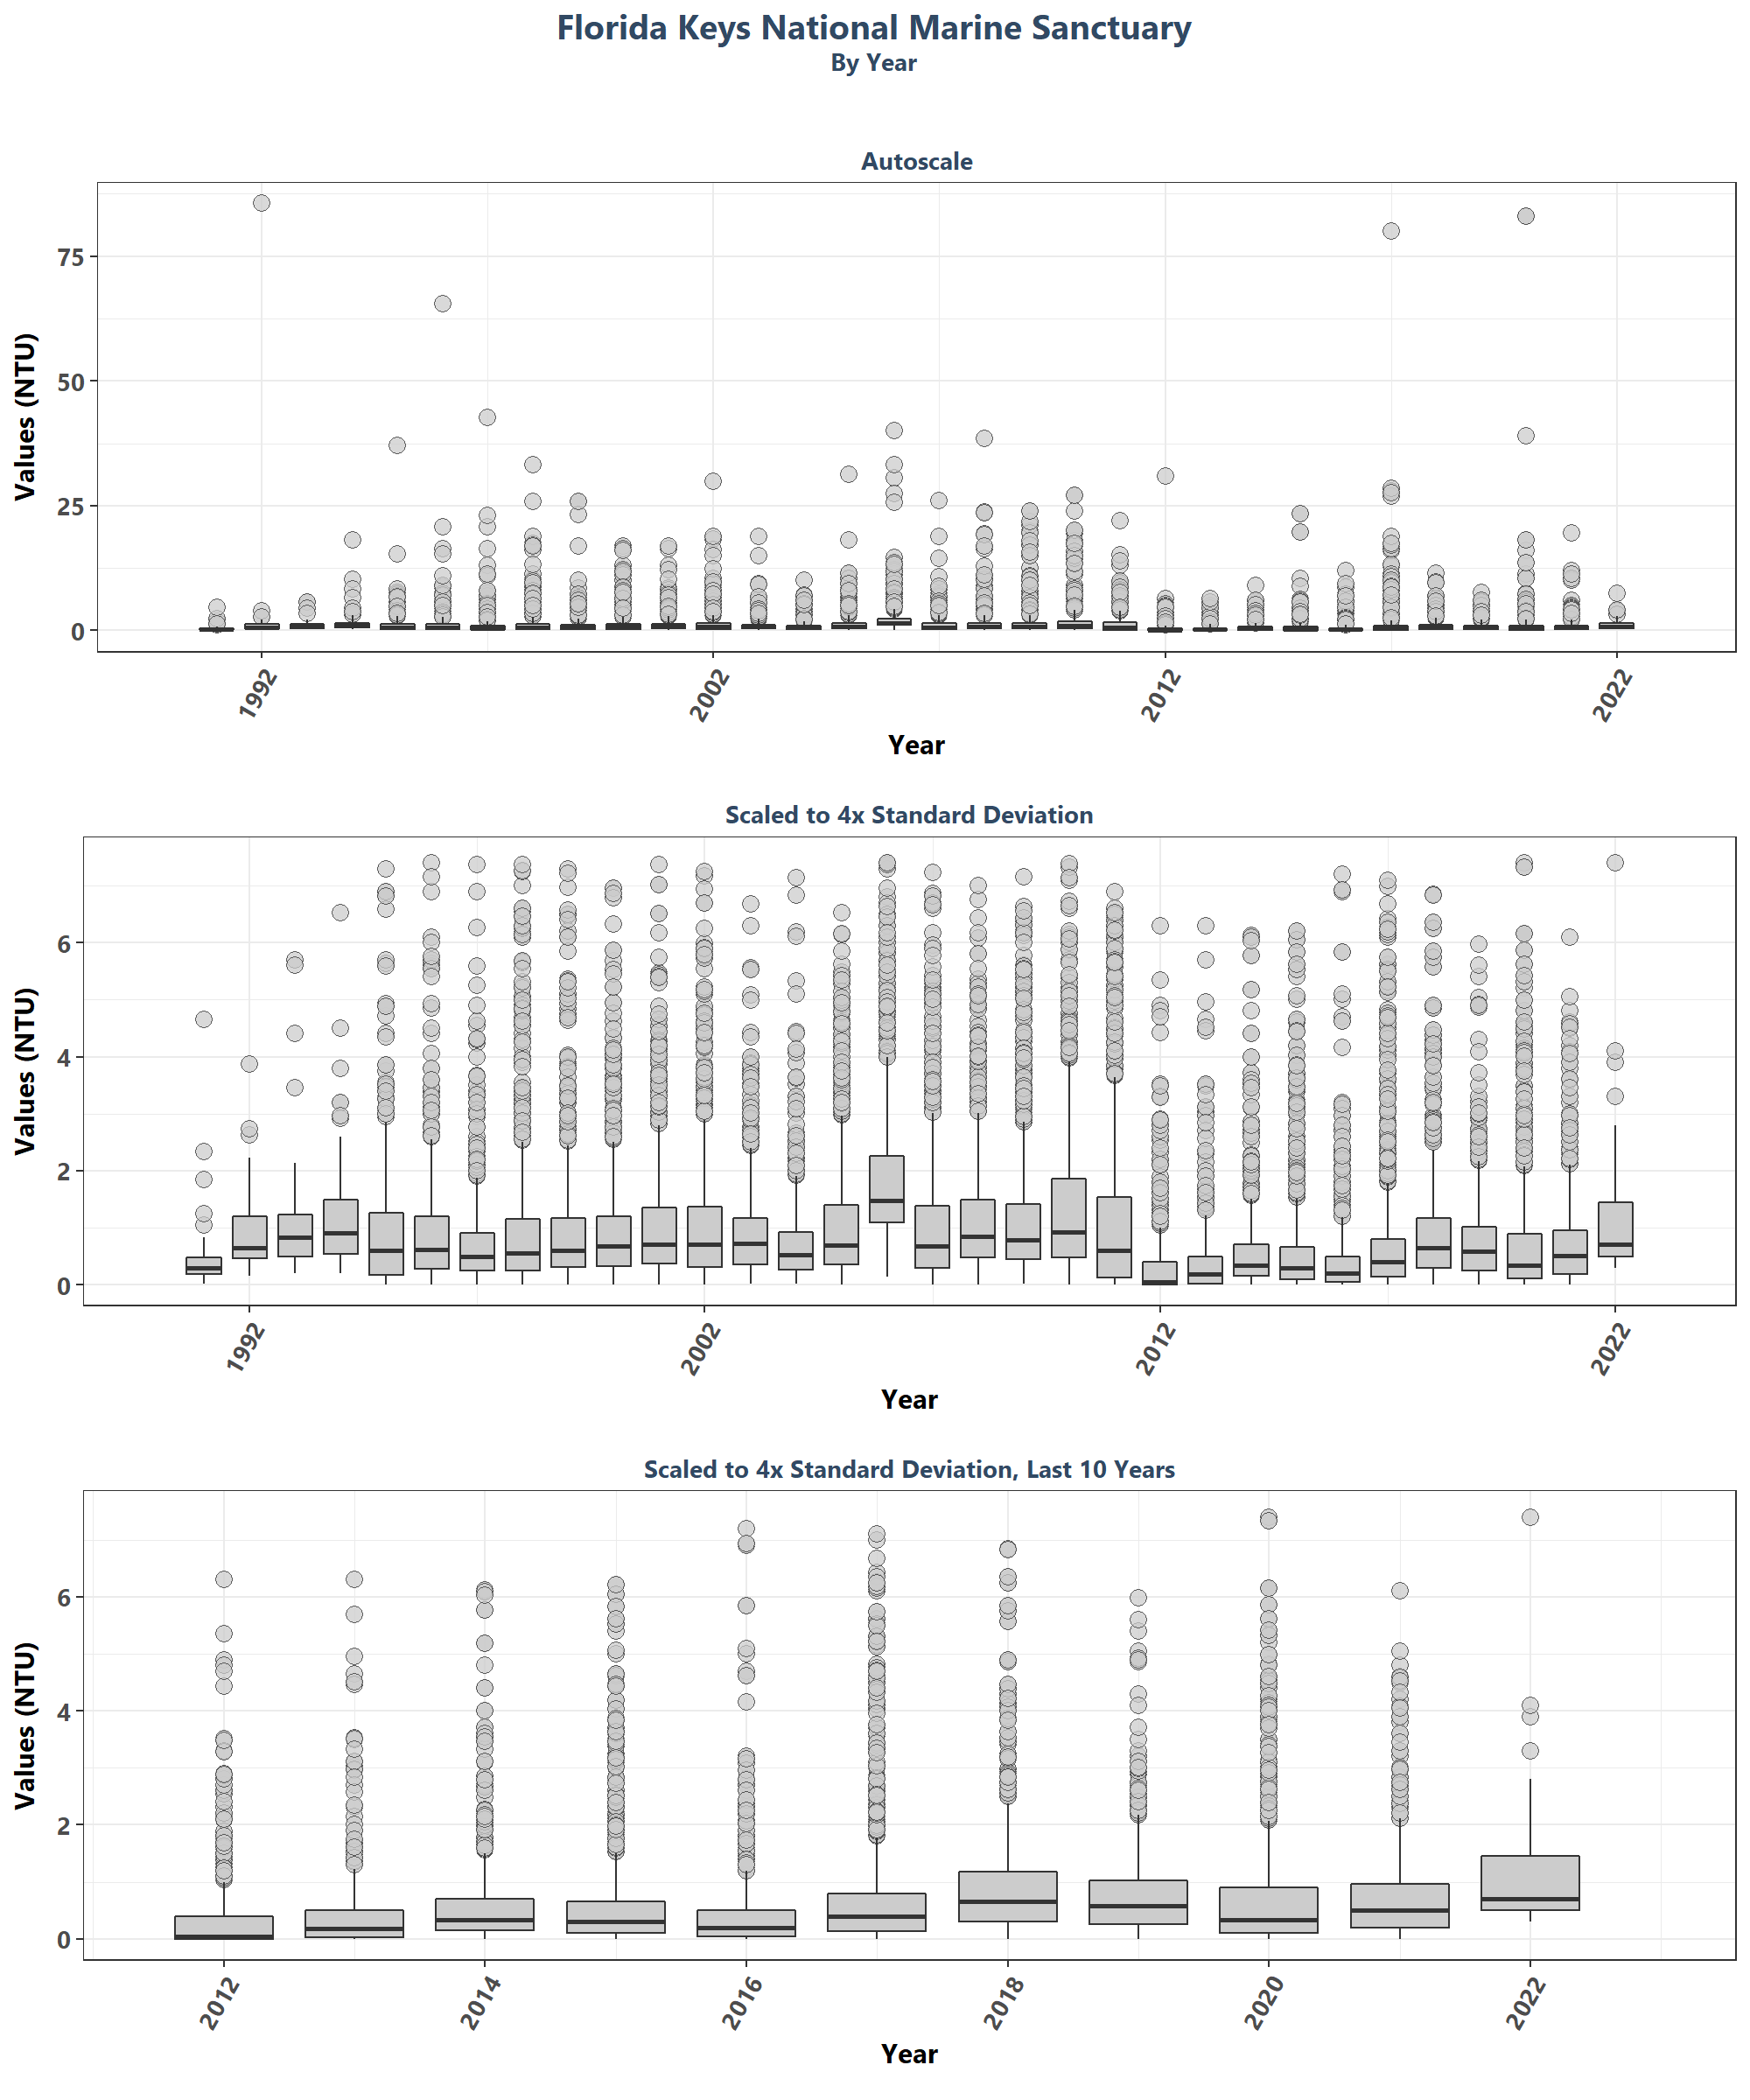 Florida Keys National Marine Sanctuary
By Year
Autoscale
Values (NTU)
75
50
25
0
1992
2002
2012
2022
Year
Scaled to 4x Standard Deviation
Values (NTU)
6
4
2
0
1992
2002
2012
2022
Year
Scaled to 4x Standard Deviation, Last 10 Years
Values (NTU)
6
4
2
0
2012
2014
2016
2018
2020
2022
Year